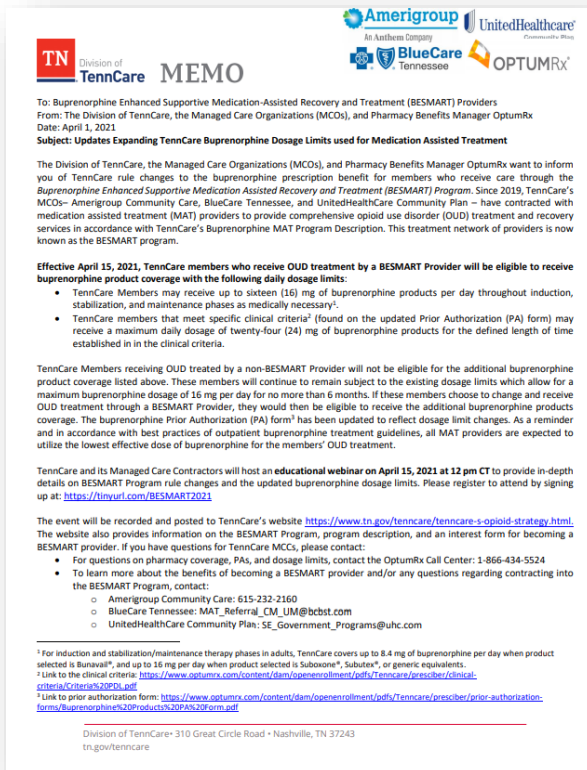 Amerigroup
An Anthem Company
UnitedHealthcare®
Community Plan
BlueCare
Tennessee
OPTUMRx®
TN
Division of
TennCare
MEMO
To: Buprenorphine Enhanced Supportive Medication-Assisted Recovery and Treatment (BESMART) Providers
From: The Division of TennCare, the Managed Care Organizations (MCOs), and Pharmacy Benefits Manager OptumRx
Date: April 1, 2021
Subject: Updates Expanding TennCare Buprenorphine Dosage Limits used for Medication Assisted Treatment
The Division of TennCare, the Managed Care Organizations (MCOs), and Pharmacy Benefits Manager OptumRx want to inform
you of TennCare rule changes to the buprenorphine prescription benefit for members who receive care through the
Buprenorphine Enhanced Supportive Medication Assisted Recovery and Treatment (BESMART) Program. Since 2019, TennCare's
MCOs– Amerigroup Community Care, BlueCare Tennessee, and UnitedHealthCare Community Plan – have contracted with
medication assisted treatment (MAT) providers to provide comprehensive opioid use disorder (OUD) treatment and recovery
services in accordance with TennCare's Buprenorphine MAT Program Description. This treatment network of providers is now
known as the BESMART program.
Effective April 15, 2021, TennCare members who receive OUD treatment by a BESMART Provider will be eligible to receive
buprenorphine product coverage with the following daily dosage limits:
• TennCare Members may receive up to sixteen (16) mg of buprenorphine products per day throughout induction,
stabilization, and maintenance phases as medically necessary¹.
• TennCare members that meet specific clinical criteria² (found on the updated Prior Authorization (PA) form) may
receive a maximum daily dosage of twenty-four (24) mg of buprenorphine products for the defined length of time
established in in the clinical criteria.
TennCare Members receiving OUD treated by a non-BESMART Provider will not be eligible for the additional buprenorphine
product coverage listed above. These members will continue to remain subject to the existing dosage limits which allow for a
maximum buprenorphine dosage of 16 mg per day for no more than 6 months. If these members choose to change and receive
OUD treatment through a BESMART Provider, they would then be eligible to receive the additional buprenorphine products
coverage. The buprenorphine Prior Authorization (PA) form³ has been updated to reflect dosage limit changes. As a reminder
and in accordance with best practices of outpatient buprenorphine treatment guidelines, all MAT providers are expected to
utilize the lowest effective dose of buprenorphine for the members' OUD treatment.
TennCare and its Managed Care Contractors will host an educational webinar on April 15, 2021 at 12 pm CT to provide in-depth
details on BESMART Program rule changes and the updated buprenorphine dosage limits. Please register to attend by signing
up at: https://tinyurl.com/BESMART2021
The event will be recorded and posted to TennCare's website https://www.tn.gov/tenncare/tenncare-s-opioid-strategy.html.
The website also provides information on the BESMART Program, program description, and an interest form for becoming a
BESMART provider. If you have questions for TennCare MCCs, please contact:
• For questions on pharmacy coverage, PAs, and dosage limits, contact the OptumRx Call Center: 1-866-434-5524
• To learn more about the benefits of becoming a BESMART provider and/or any questions regarding contracting into
the BESMART Program, contact:
o Amerigroup Community Care: 615-232-2160
o BlueCare Tennessee: MAT_Referral_CM_UM@bcbst.com
o UnitedHealthCare Community Plan: SE_Government_Programs@uhc.com
¹ For induction and stabilization/maintenance therapy phases in adults, TennCare covers up to 8.4 mg of buprenorphine per day when product
selected is Bunavail®, and up to 16 mg per day when product selected is Suboxone®, Subutex®, or generic equivalents.
² Link to the clinical criteria: https://www.optumrx.com/content/dam/openenrollment/pdfs/Tenncare/presciber/clinical-
criteria/Criteria%20PDL.pdf
³ Link to prior authorization form: https://www.optumrx.com/content/dam/openenrollment/pdfs/Tenncare/presciber/prior-authorization-
forms/Buprenorphine%20Products%20PA%20Form.pdf
Division of TennCare• 310 Great Circle Road • Nashville, TN 37243
tn.gov/tenncare